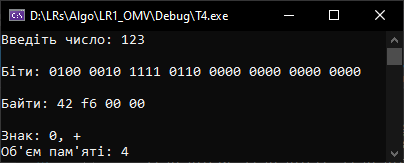 D:\LRs\Algo\LR1_OMV\Debug\T4.exe
Введіть число: 123
Біти: 0100 0010 1111 0110 0000 0000 0000 0000
Байти: 42 f6 00 00
Знак: 0, +
Об'єм пам'яті: 4